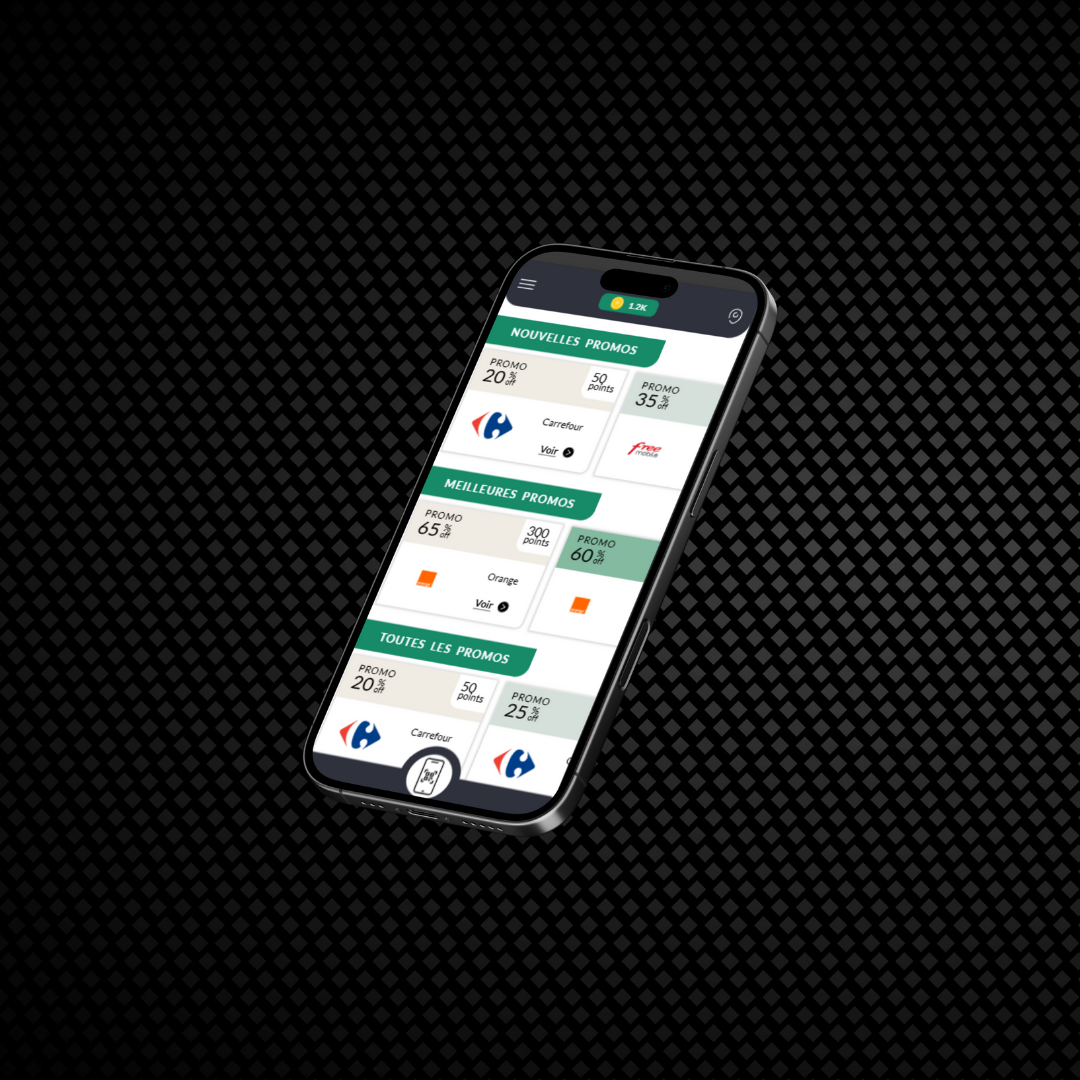 1.2K
NOUVELLES PROMOS
PROMO
20 % off
50 points
Carrefour
Voir
PROMO
35 % off
free
mobile
MEILLEURES PROMOS
PROMO
65 % off
300 points
Orange
Voir
PROMO
60 % off
TOUTES LES PROMOS
PROMO
20 % off
50 points
Carrefour
PROMO
25 % off